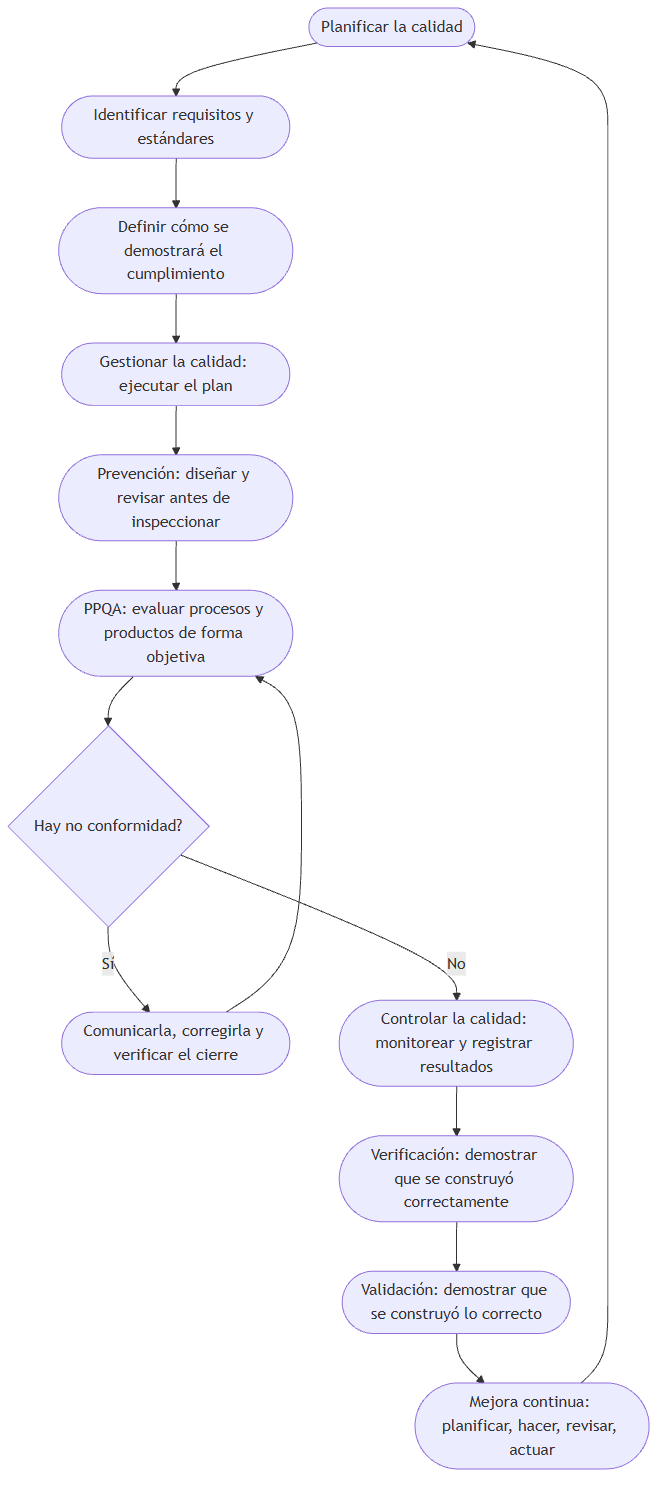 Planificar la calidad
Identificar requisitos y
estándares
Definir cómo se
demostrará el
cumplimiento
Gestionar la calidad:
ejecutar el plan
Prevención: diseñar y
revisar antes de
inspeccionar
PPQA: evaluar procesos y
productos de forma
objetiva
Hay no conformidad?
Sí
No
Comunicarla, corregirla y
verificar el cierre
Controlar la calidad:
monitorear y registrar
resultados
Verificación: demostrar
que se construyó
correctamente
Validación: demostrar que
se construyó lo correcto
Mejora continua:
planificar, hacer, revisar,
actuar